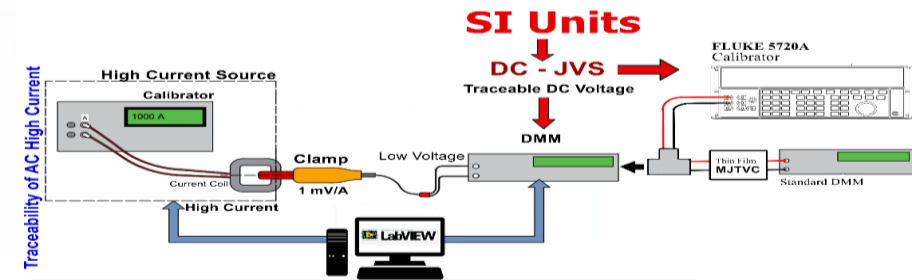 SI Units
DC - JVS
Traceable DC Voltage
DMM
FLUKE 5720A
Calibrator
Traceability of AC High Current
High Current Source
Calibrator
1000 A
Current Coil
High Current
Clamp
1 mV/A
Low Voltage
Thin Film
MJTVC
Standard DMM
LabVIEW